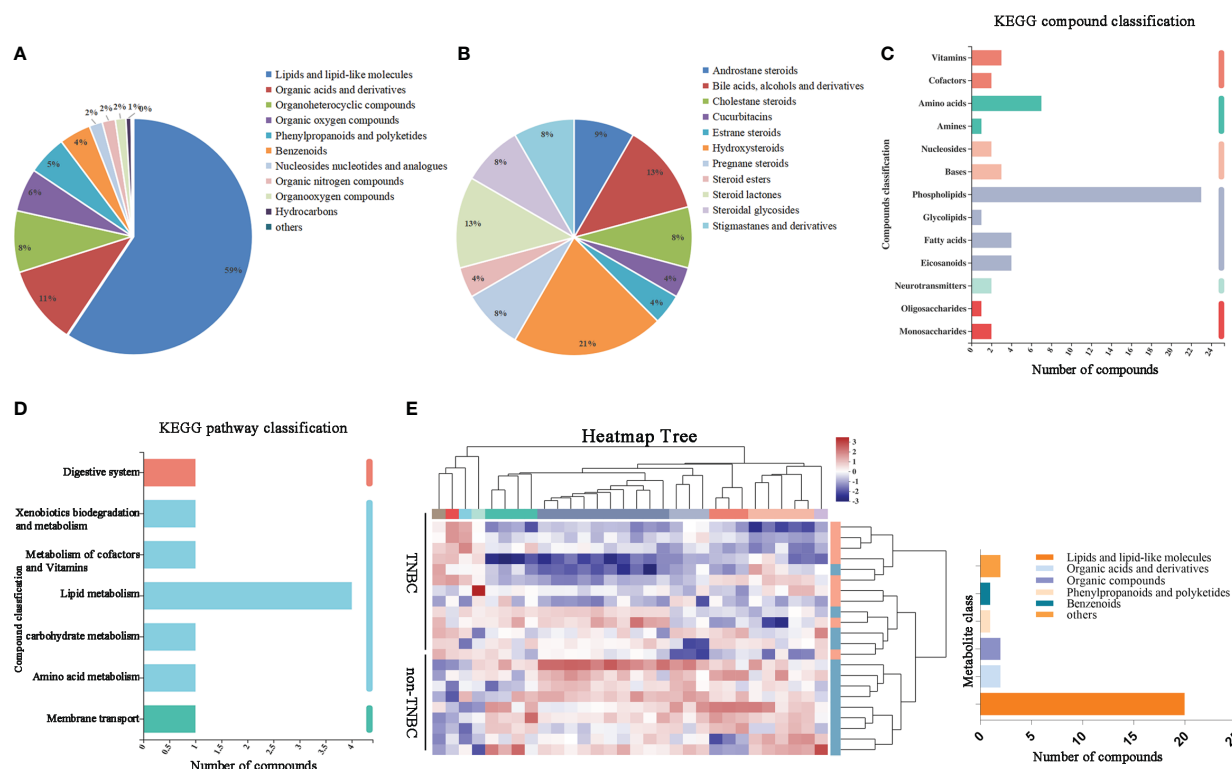 A
59%
11%
8%
6%
5%
4%
2%
2%
2%
1%
0%
Lipids and lipid-like molecules
Organic acids and derivatives
Organoheterocyclic compounds
Organic oxygen compounds
Phenylpropanoids and polyketides
Benzenoids
Nucleosides nucleotides and analogues
Organic nitrogen compounds
Organooxygen compounds
Hydrocarbons
others
B
9%
13%
8%
4%
4%
21%
8%
4%
13%
8%
8%
Androstane steroids
Bile acids, alcohols and derivatives
Cholestane steroids
Cucurbitacins
Estrane steroids
Hydroxysteroids
Pregnane steroids
Steroid esters
Steroid lactones
Steroidal glycosides
Stigmastanes and derivatives
KEGG compound classification
C
Compounds classification
Vitamins
Cofactors
Amino acids
Amines
Nucleosides
Bases
Phospholipids
Glycolipids
Fatty acids
Eicosanoids
Neurotransmitters
Oligosaccharides
Monosaccharides
0 2 4 6 8 10 12 14 16 18 20 22 24
Number of compounds
D
KEGG pathway classification
Compound classification
Digestive system
Xenobiotics biodegradation
and metabolism
Metabolism of cofactors
and Vitamins
Lipid metabolism
carbohydrate metabolism
Amino acid metabolism
Membrane transport
0 0.5 1 1.5 2 2.5 3 3.5 4
Number of compounds
E
Heatmap Tree
3
2
1
0
-1
-2
-3
TNBC
non-TNBC
Metabolite class
Lipids and lipid-like molecules
Organic acids and derivatives
Organic compounds
Phenylpropanoids and polyketides
Benzenoids
others
0 5 10 15 20
Number of compounds